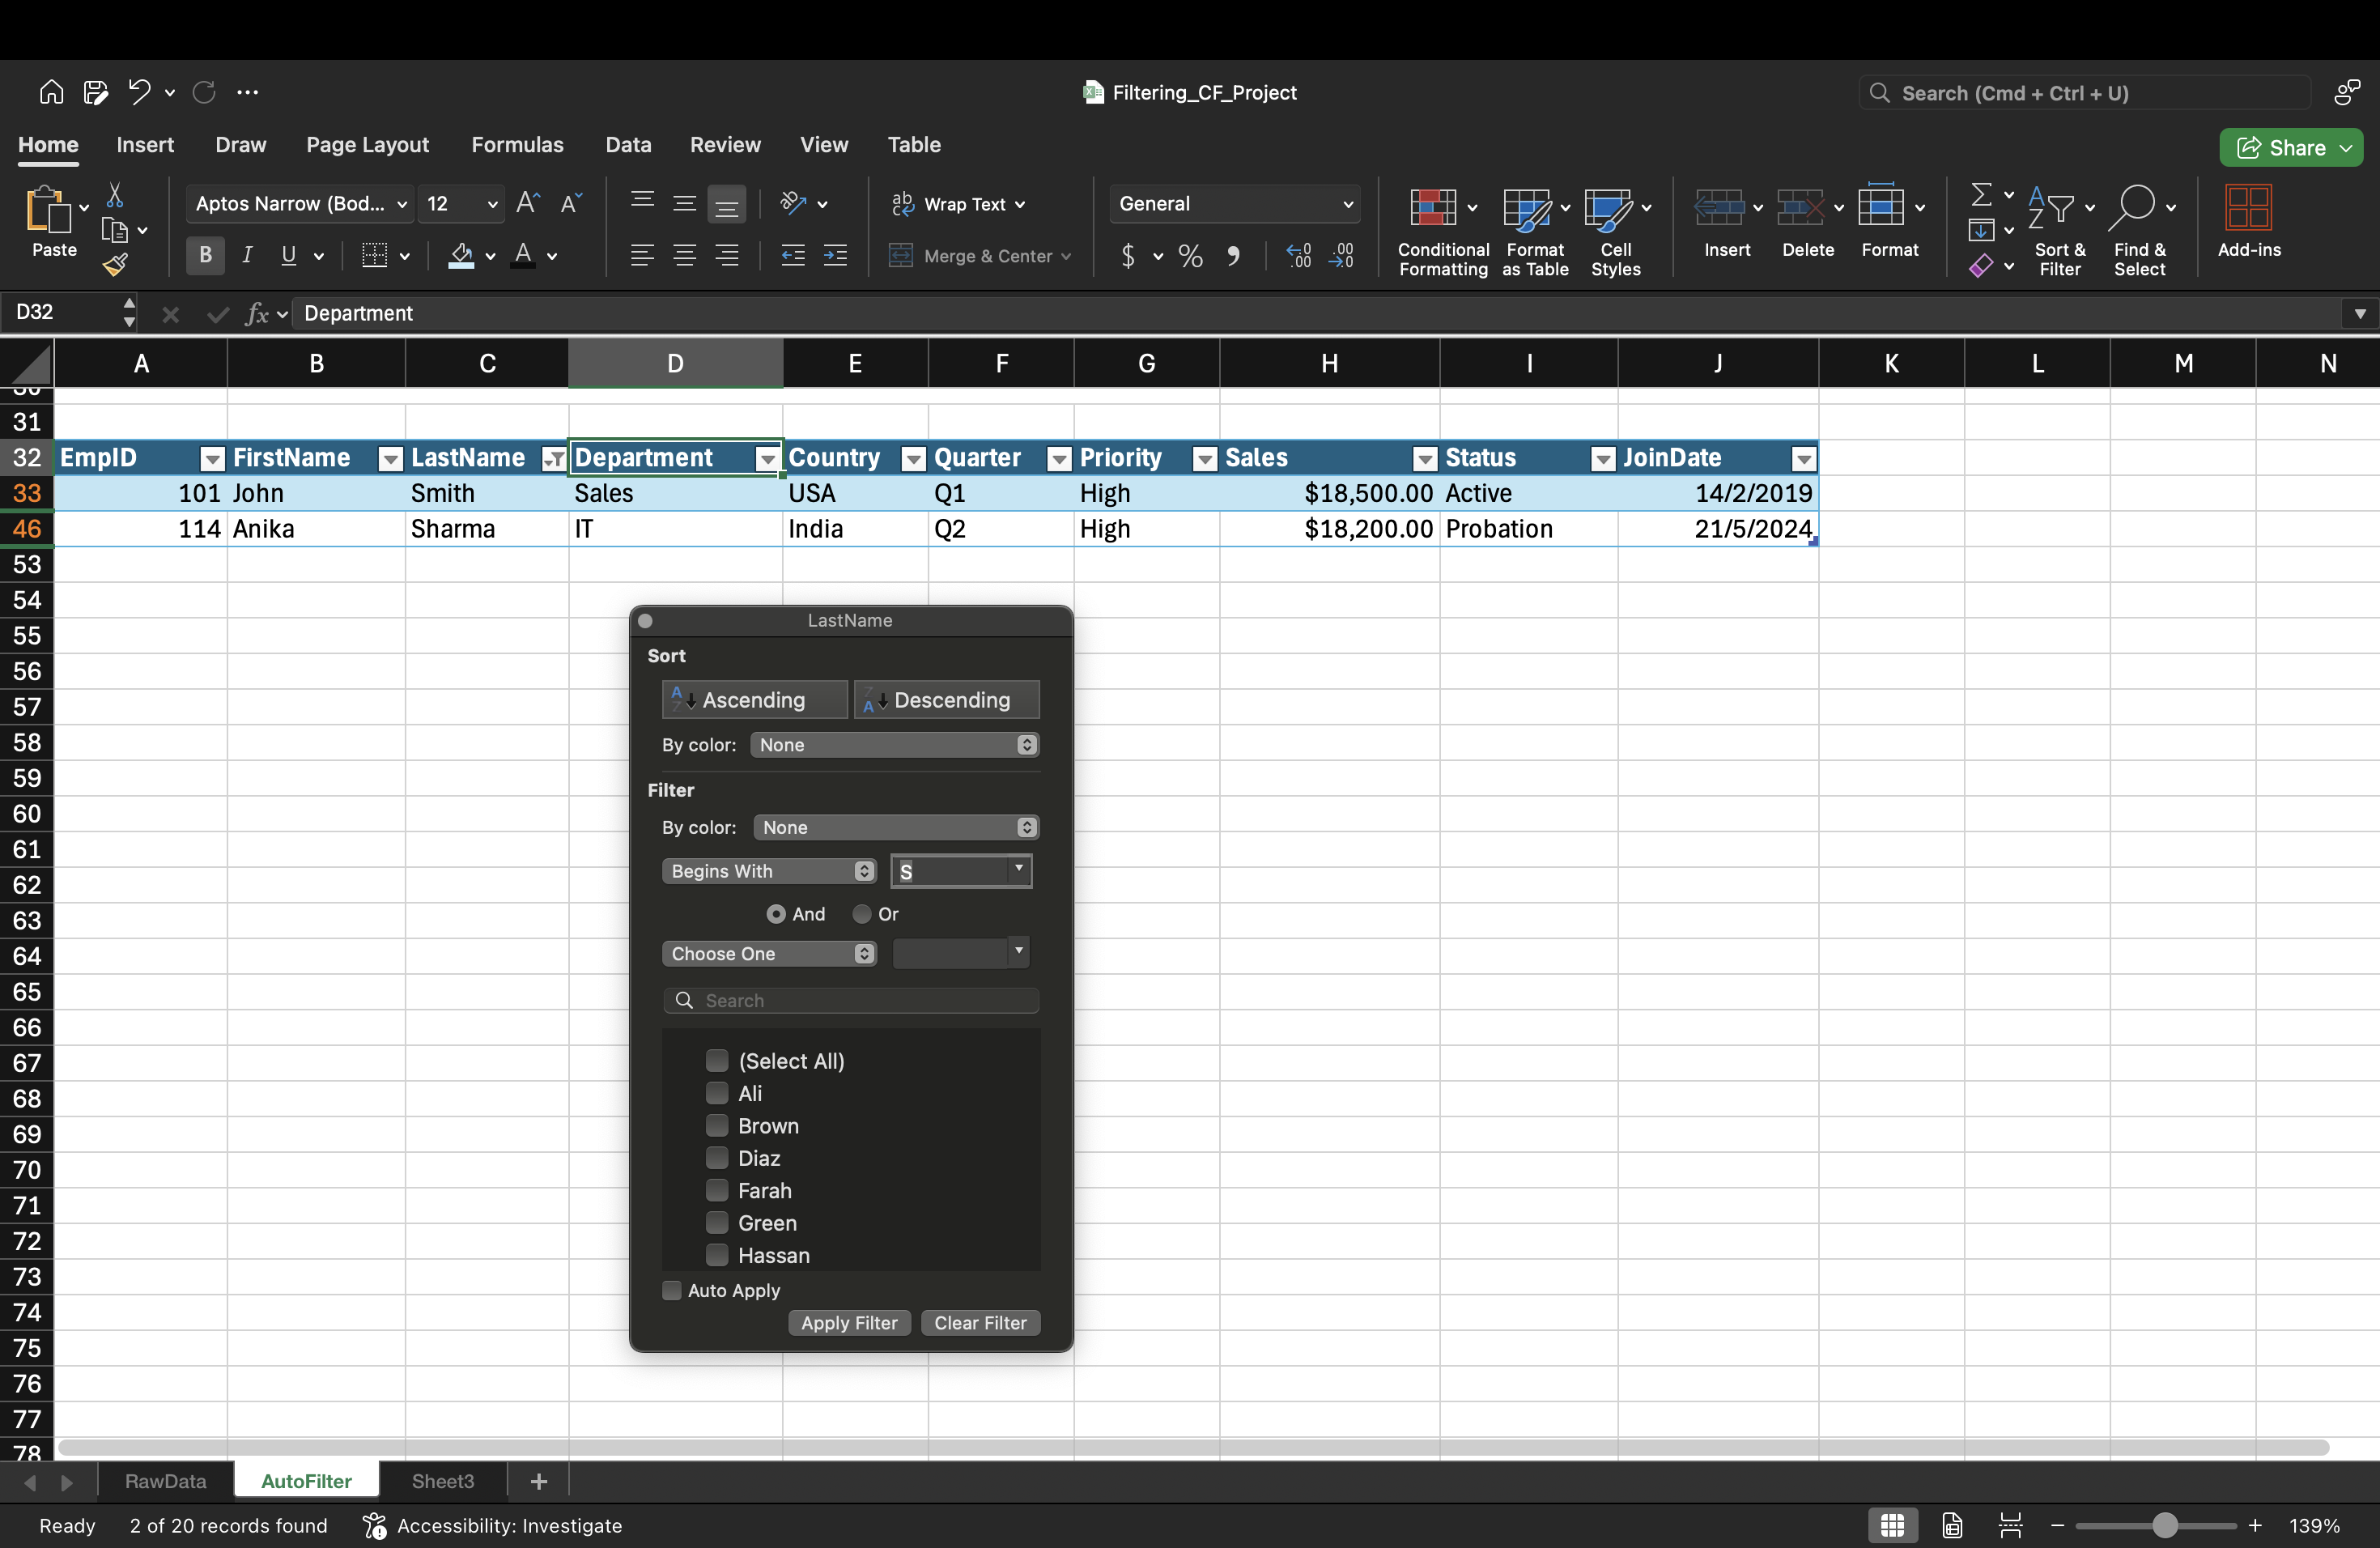 Filtering_CF_Project
Search (Cmd + Ctrl + U)
Home Insert Draw Page Layout Formulas Data Review View Table
Share
Paste
Aptos Narrow (Bod... 12
B I U
Wrap Text
Merge & Center
General
$ % 9
Conditional Formatting
Format as Table
Cell Styles
Insert Delete Format
Sort & Filter
Find & Select
Add-ins
D32 fx Department
A B C D E F G H I J K L M N
30
31
32 EmpID FirstName LastName Department Country Quarter Priority Sales Status JoinDate
33 101 John Smith Sales USA Q1 High $18,500.00 Active 14/2/2019
46 114 Anika Sharma IT India Q2 High $18,200.00 Probation 21/5/2024
53
54
55
56
57
58
59
60
61
62
63
64
65
66
67
68
69
70
71
72
73
74
75
76
77
78
LastName
Sort
Ascending Descending
By color: None
Filter
By color: None
Begins With S
And Or
Choose One
Search
(Select All)
Ali
Brown
Diaz
Farah
Green
Hassan
Auto Apply
Apply Filter Clear Filter
RawData AutoFilter Sheet3 +
Ready 2 of 20 records found Accessibility: Investigate
139%